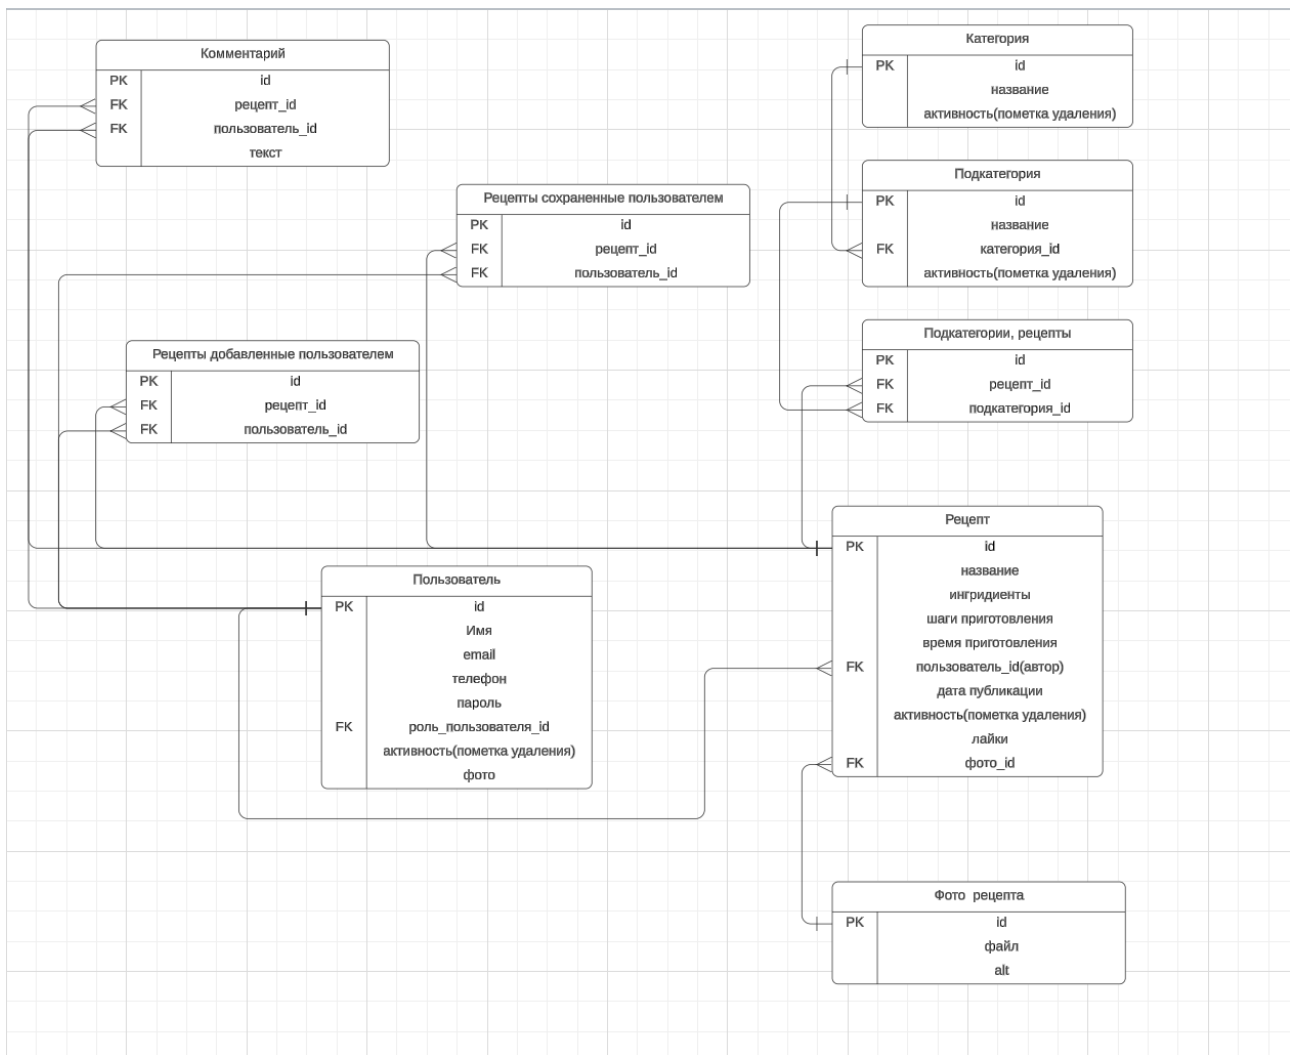 Комментарий
PK id
FK рецепт_id
FK пользователь_id
текст
Категория
PK id
название
активность(пометка удаления)
Подкатегория
PK id
название
FK категория_id
активность(пометка удаления)
Рецепты сохраненные пользователем
PK id
FK рецепт_id
FK пользователь_id
Подкатегории, рецепты
PK id
FK рецепт_id
FK подкатегория_id
Рецепты добавленные пользователем
PK id
FK рецепт_id
FK пользователь_id
Рецепт
PK id
название
ингридиенты
шаги приготовления
время приготовления
FK пользователь_id(автор)
дата публикации
активность(пометка удаления)
лайки
FK фото_id
Пользователь
PK id
Имя
email
телефон
пароль
FK роль_пользователя_id
активность(пометка удаления)
фото
Фото рецепта
PK id
файл
alt